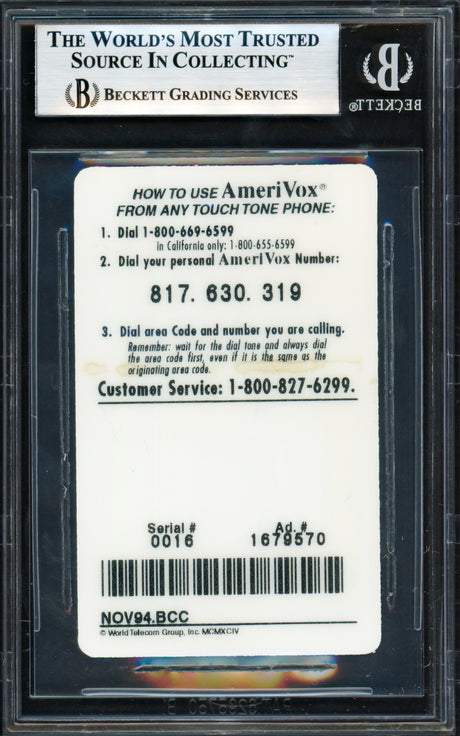 THE WORLD'S MOST TRUSTED
SOURCE IN COLLECTING™
B BECKETT GRADING SERVICES
B
BECKETT®
HOW TO USE AmeriVox®
FROM ANY TOUCH TONE PHONE:
1. Dial 1-800-669-6599
in California only: 1-800-655-6599
2. Dial your personal AmeriVox Number:
817. 630. 319
3. Dial area Code and number you are calling.
Remember: wait for the dial tone and always dial
the area code first, even if it is the same as the
originating area code.
Customer Service: 1-800-827-6299.
Serial # Ad. #
0016 1679570
NOV94.BCC
© World Telecom Group, Inc. MCMXCIV